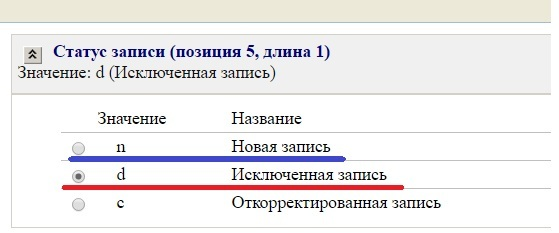 Статус записи (позиция 5, длина 1)
Значение: d (Исключенная запись)
Значение Название
n Новая запись
d Исключенная запись
c Откорректированная запись